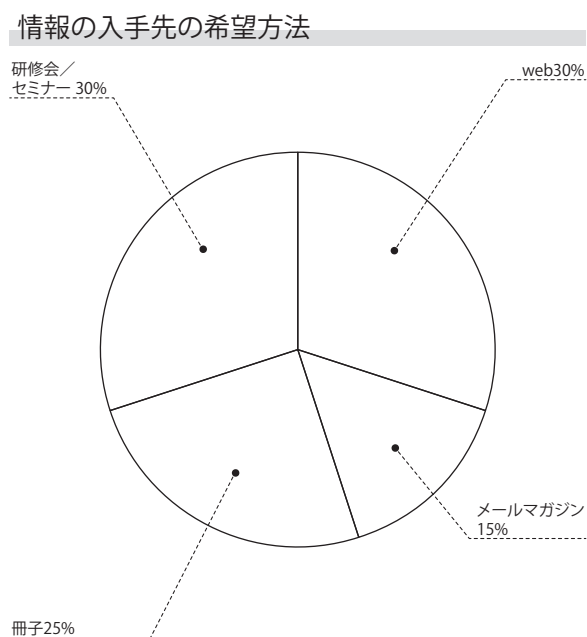 情報の入手先の希望方法
研修会／
セミナー 30%
web30%
メールマガジン
15%
冊子25%